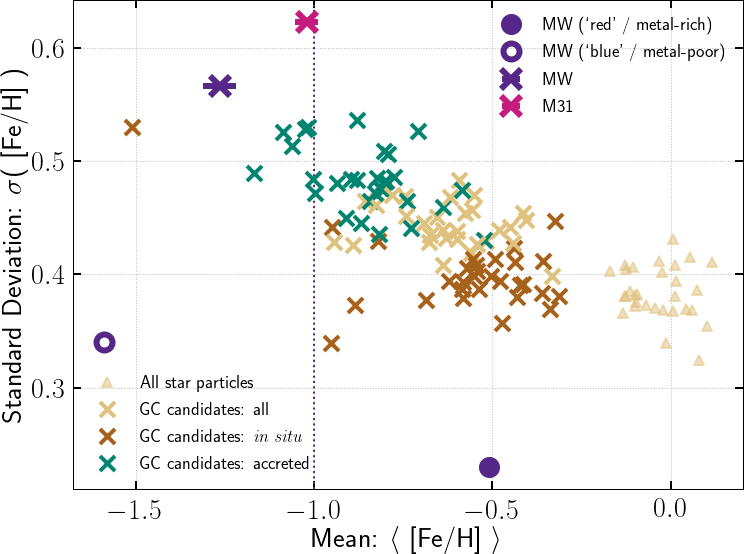 MW (‘red’ / metal-rich)
MW (‘blue’ / metal-poor)
MW
M31
0.6
0.5
0.4
0.3
Standard Deviation: σ( [Fe/H] )
All star particles
GC candidates: all
GC candidates: in situ
GC candidates: accreted
−1.5
−1.0
−0.5
0.0
Mean: ⟨ [Fe/H] ⟩